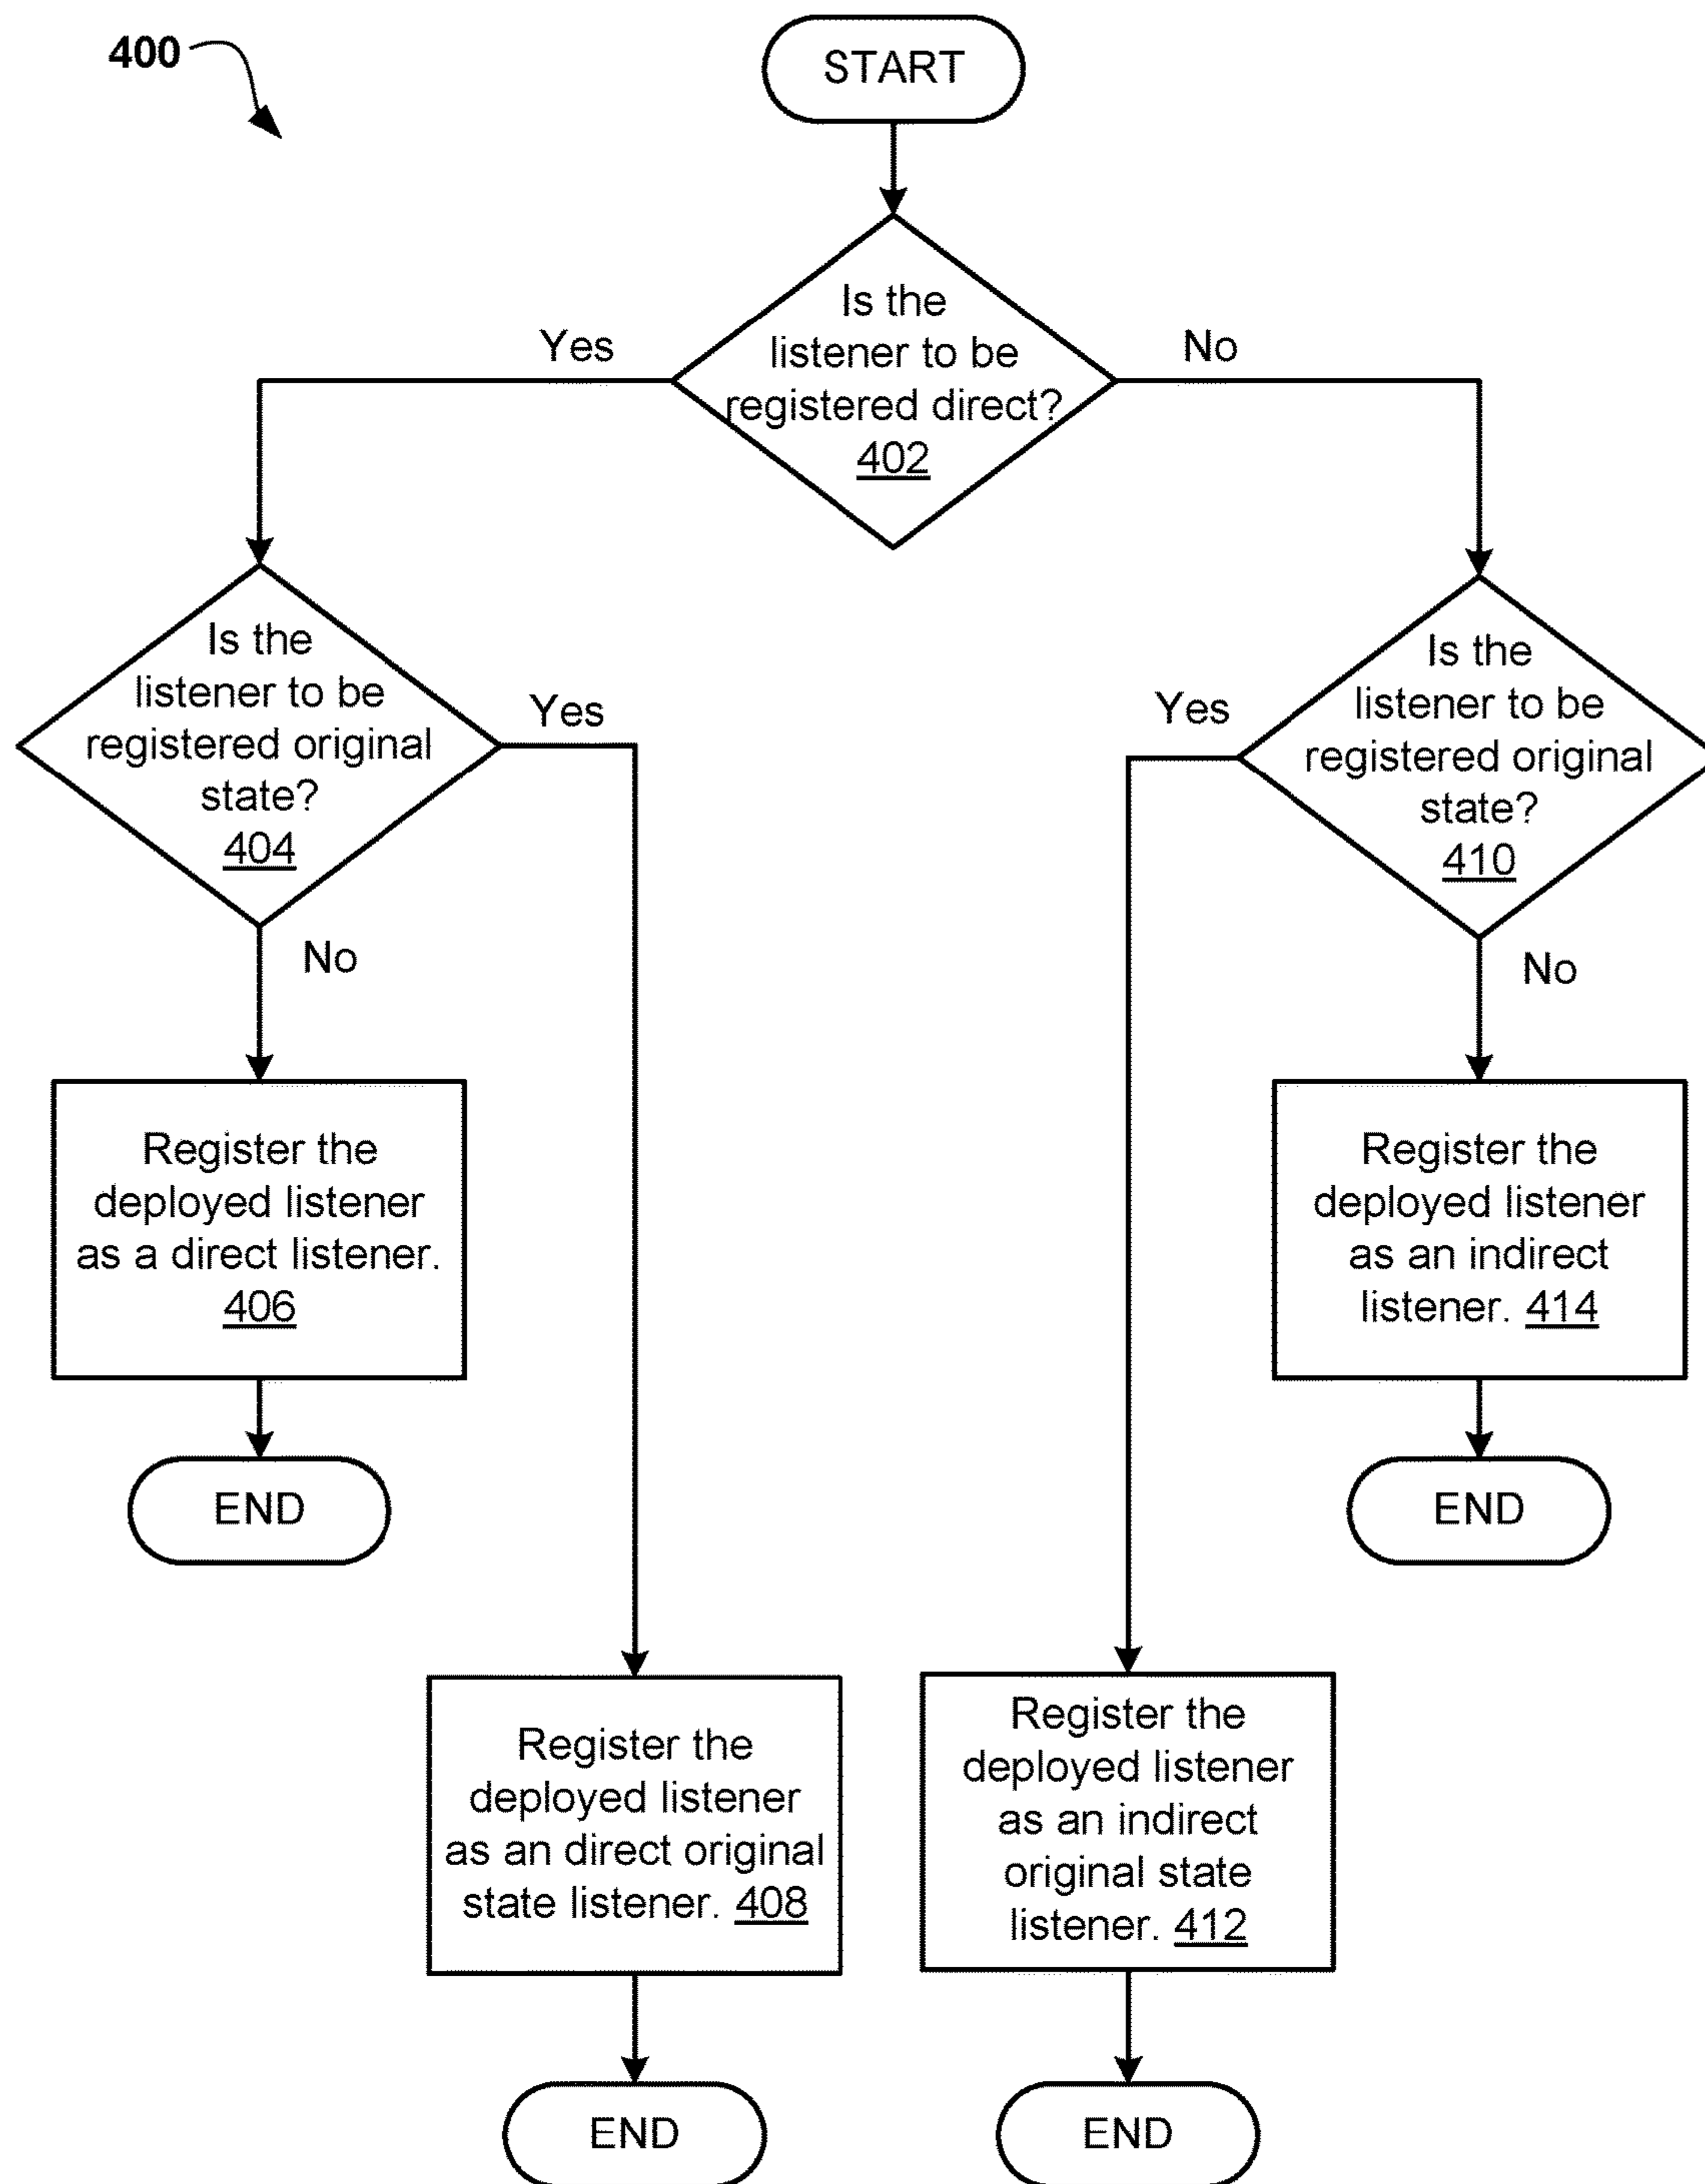 400
START
Is the
listener to be
registered direct?
402
Yes
No
Is the
listener to be
registered original
state?
404
Yes
No
Is the
listener to be
registered original
state?
410
Yes
No
Register the
deployed listener
as a direct listener.
406
END
Register the
deployed listener
as an indirect
listener. 414
END
Register the
deployed listener
as an direct original
state listener. 408
END
Register the
deployed listener
as an indirect
original state
listener. 412
END